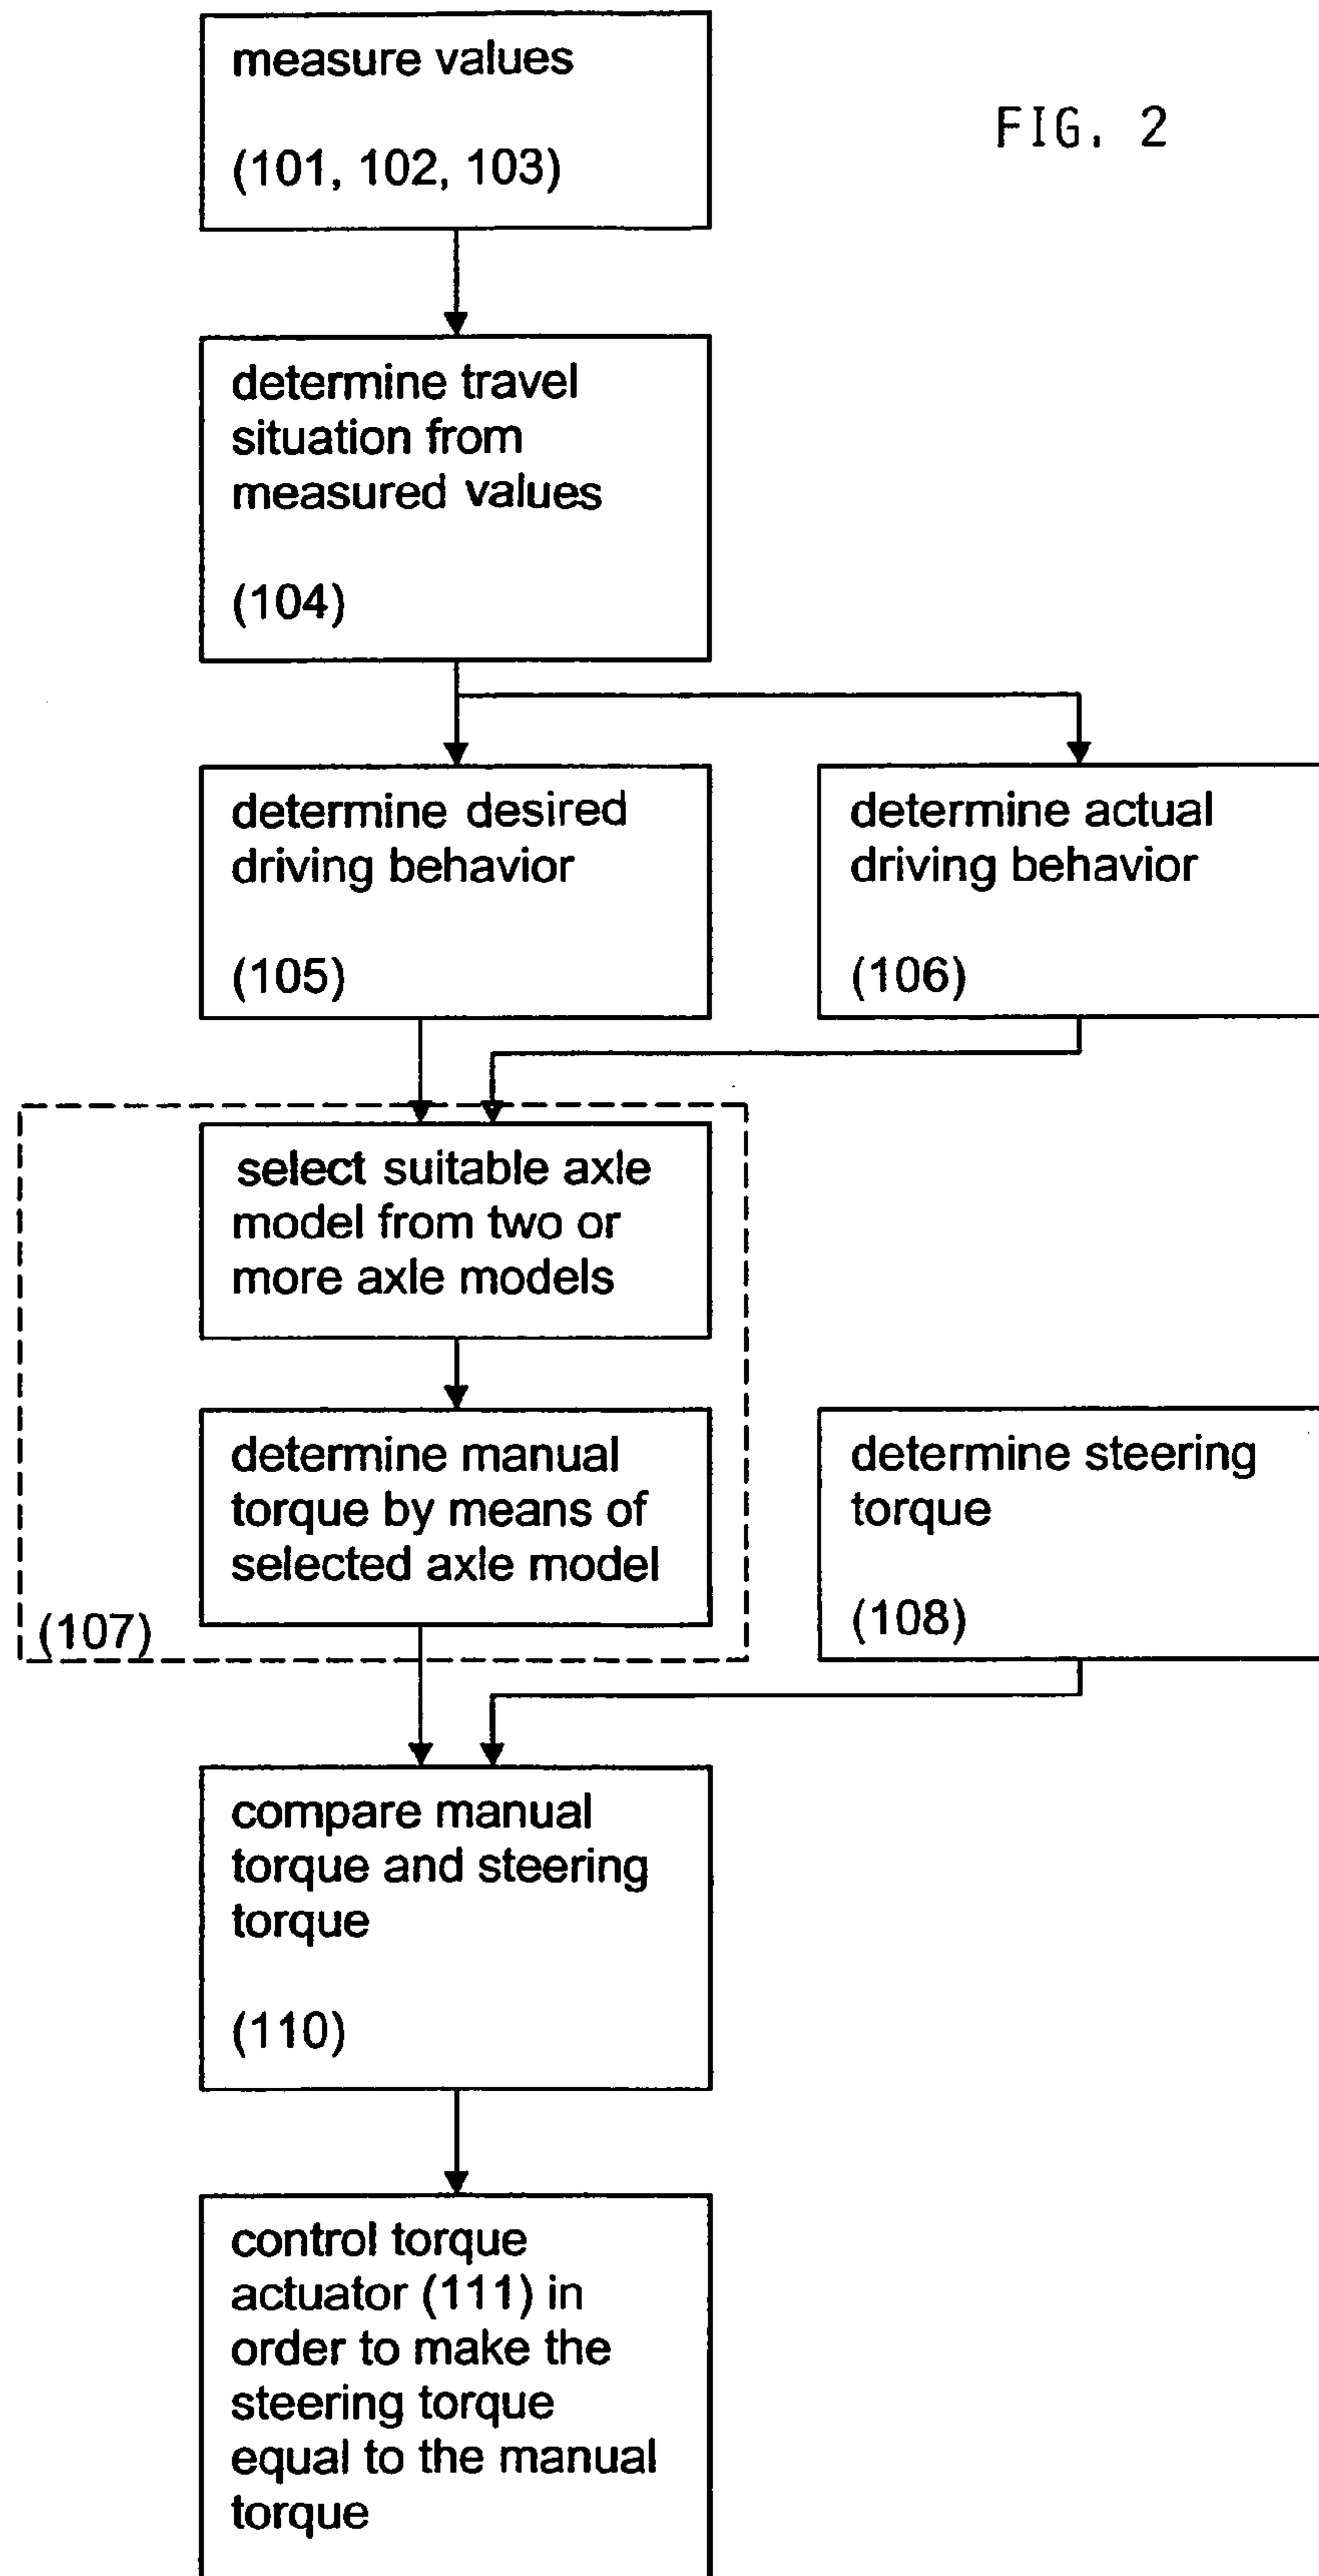 measure values
(101, 102, 103)
FIG. 2
determine travel
situation from
measured values
(104)
determine desired
driving behavior
(105)
determine actual
driving behavior
(106)
select suitable axle
model from two or
more axle models
determine manual
torque by means of
selected axle model
(107)
determine steering
torque
(108)
compare manual
torque and steering
torque
(110)
control torque
actuator (111) in
order to make the
steering torque
equal to the manual
torque